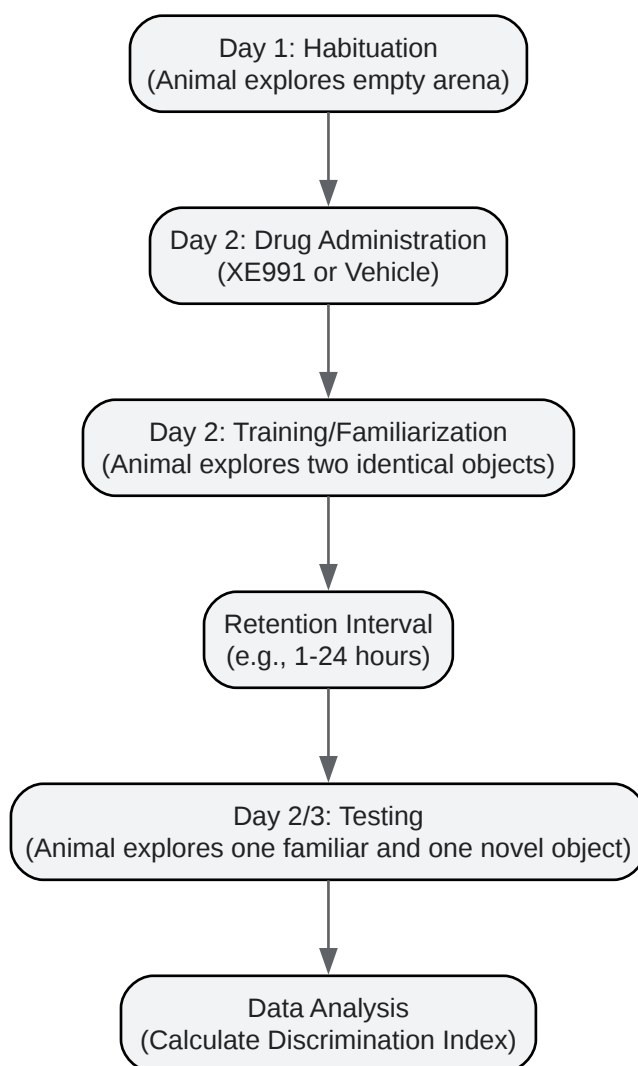 Day 1: Habituation
(Animal explores empty arena)
Day 2: Drug Administration
(XE991 or Vehicle)
Day 2: Training/Familiarization
(Animal explores two identical objects)
Retention Interval
(e.g., 1-24 hours)
Day 2/3: Testing
(Animal explores one familiar and one novel object)
Data Analysis
(Calculate Discrimination Index)